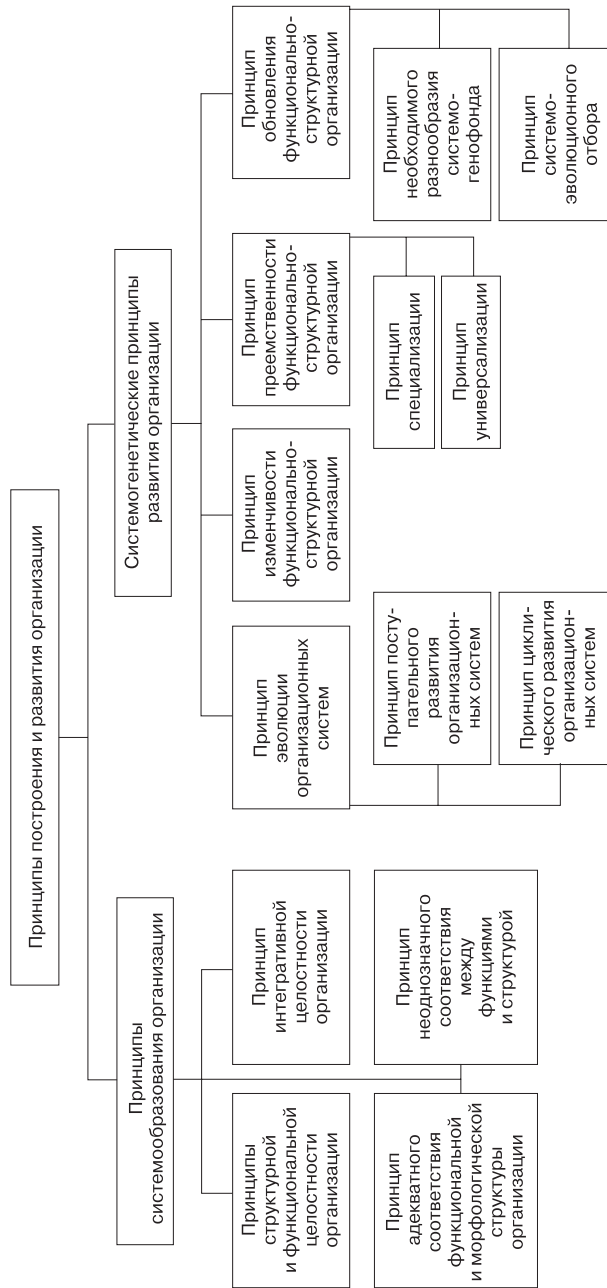 Принципы построения и развития организации
Принципы
системообразования организации
Системогенетические принципы
развития организации
Принципы
структурной
и функциональной
целостности
организации
Принцип
интегративной
целостности
организации
Принцип
адекватного
соответствия
функциональной
и морфологической
структуры
организации
Принцип
неоднозначного
соответствия
между
функциями
и структурой
Принцип
эволюции
организационных
систем
Принцип
изменчивости
функционально-
структурной
организации
Принцип
преемственности
функционально-
структурной
организации
Принцип
обновления
функционально-
структурной
организации
Принцип посту-
пательного
развития
организацион-
ных систем
Принцип цикли-
ческого развития
организацион-
ных систем
Принцип
специализации
Принцип
универсализации
Принцип
необходимого
разнообразия
системо-
генофонда
Принцип
системо-
эволюционного
отбора